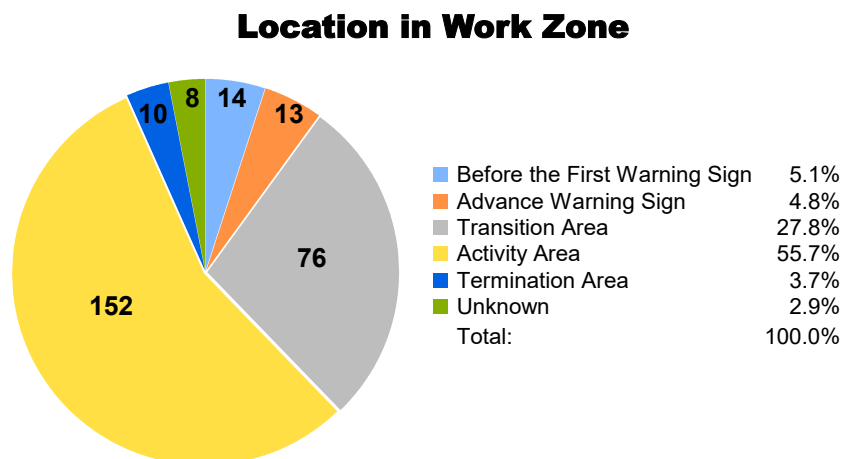 Location in Work Zone
10
8
14
13
76
152
Before the First Warning Sign 5.1%
Advance Warning Sign 4.8%
Transition Area 27.8%
Activity Area 55.7%
Termination Area 3.7%
Unknown 2.9%
Total: 100.0%